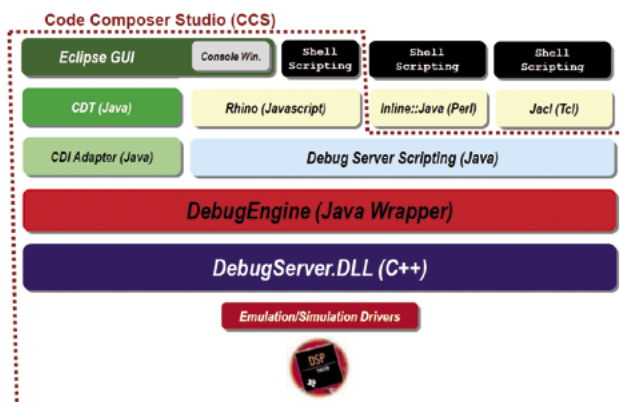 Code Composer Studio (CCS)
Eclipse GUI
Console Win.
Shell
Scripting
Shell
Scripting
Shell
Scripting
CDT (Java)
Rhino (Javascript)
Inline::Java (Perl)
Jacl (Tcl)
CDI Adapter (Java)
Debug Server Scripting (Java)
DebugEngine (Java Wrapper)
DebugServer.DLL (C++)
Emulation/Simulation Drivers
DSP